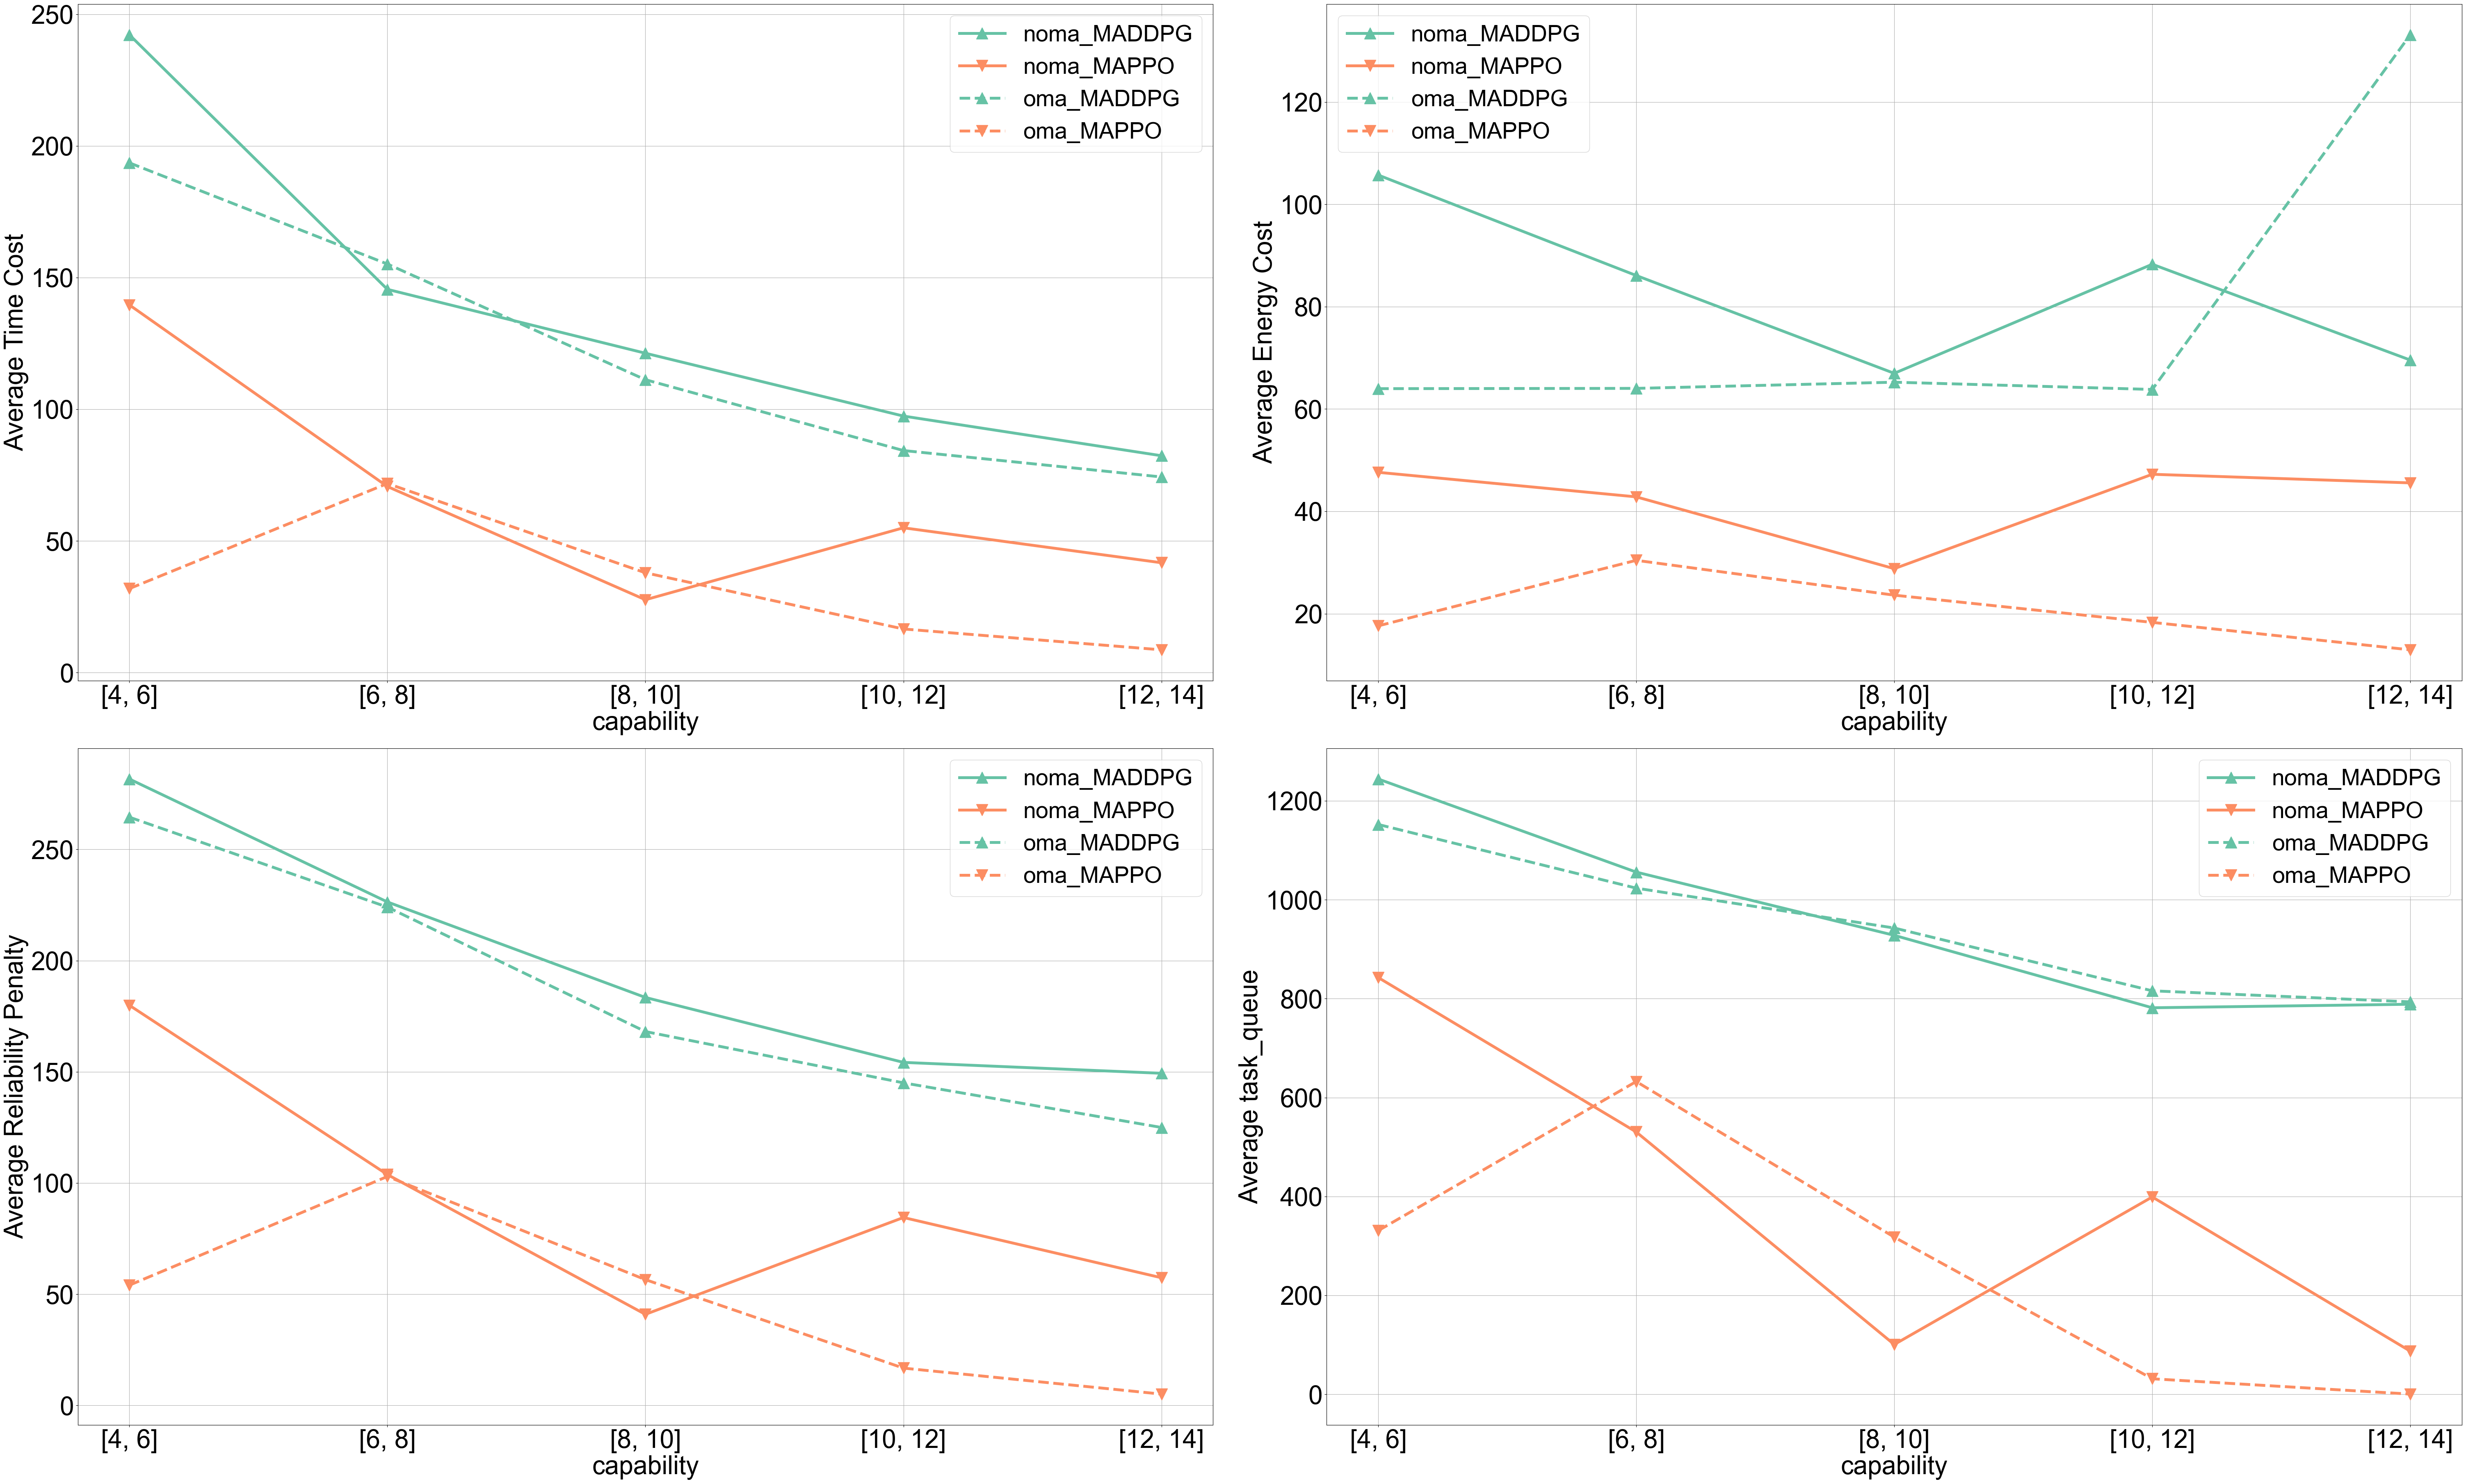 Average Time Cost
250
200
150
100
50
0
noma_MADDPG
noma_MAPPO
oma_MADDPG
oma_MAPPO
[4, 6] [6, 8] [8, 10] [10, 12] [12, 14]
capability
Average Energy Cost
120
100
80
60
40
20
noma_MADDPG
noma_MAPPO
oma_MADDPG
oma_MAPPO
[4, 6] [6, 8] [8, 10] [10, 12] [12, 14]
capability
Average Reliability Penalty
250
200
150
100
50
0
noma_MADDPG
noma_MAPPO
oma_MADDPG
oma_MAPPO
[4, 6] [6, 8] [8, 10] [10, 12] [12, 14]
capability
Average task_queue
1200
1000
800
600
400
200
0
noma_MADDPG
noma_MAPPO
oma_MADDPG
oma_MAPPO
[4, 6] [6, 8] [8, 10] [10, 12] [12, 14]
capability